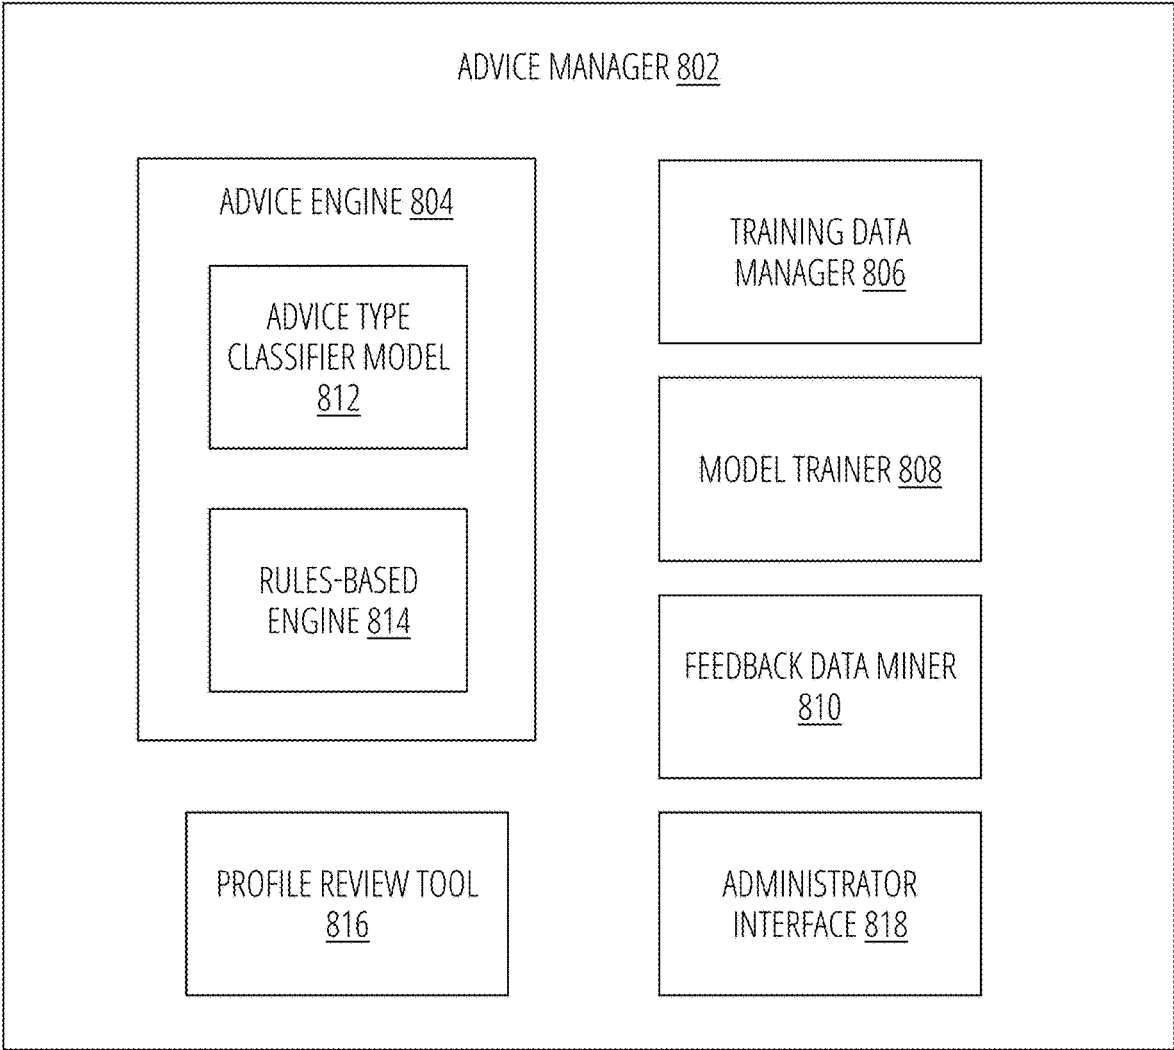 ADVICE MANAGER 802
ADVICE ENGINE 804
ADVICE TYPE
CLASSIFIER MODEL
812
RULES-BASED
ENGINE 814
PROFILE REVIEW TOOL
816
TRAINING DATA
MANAGER 806
MODEL TRAINER 808
FEEDBACK DATA MINER
810
ADMINISTRATOR
INTERFACE 818